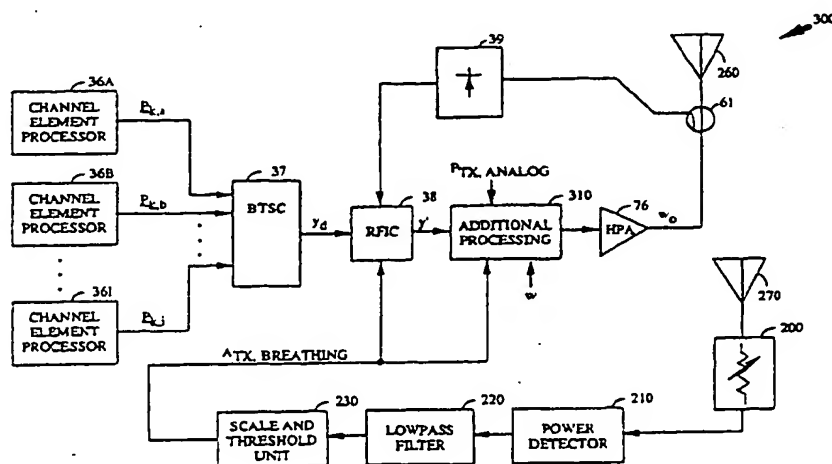 300
39
260
61
36A
CHANNEL
ELEMENT
PROCESSOR
P_k,a
36B
CHANNEL
ELEMENT
PROCESSOR
P_k,b
36I
CHANNEL
ELEMENT
PROCESSOR
P_k,i
37
BTSC
y_d
38
RFIC
y'
P_TX, ANALOG
310
ADDITIONAL
PROCESSING
w
76
HPA
w_o
270
200
A_TX, BREATHING
230
SCALE AND
THRESHOLD
UNIT
220
LOWPASS
FILTER
210
POWER
DETECTOR